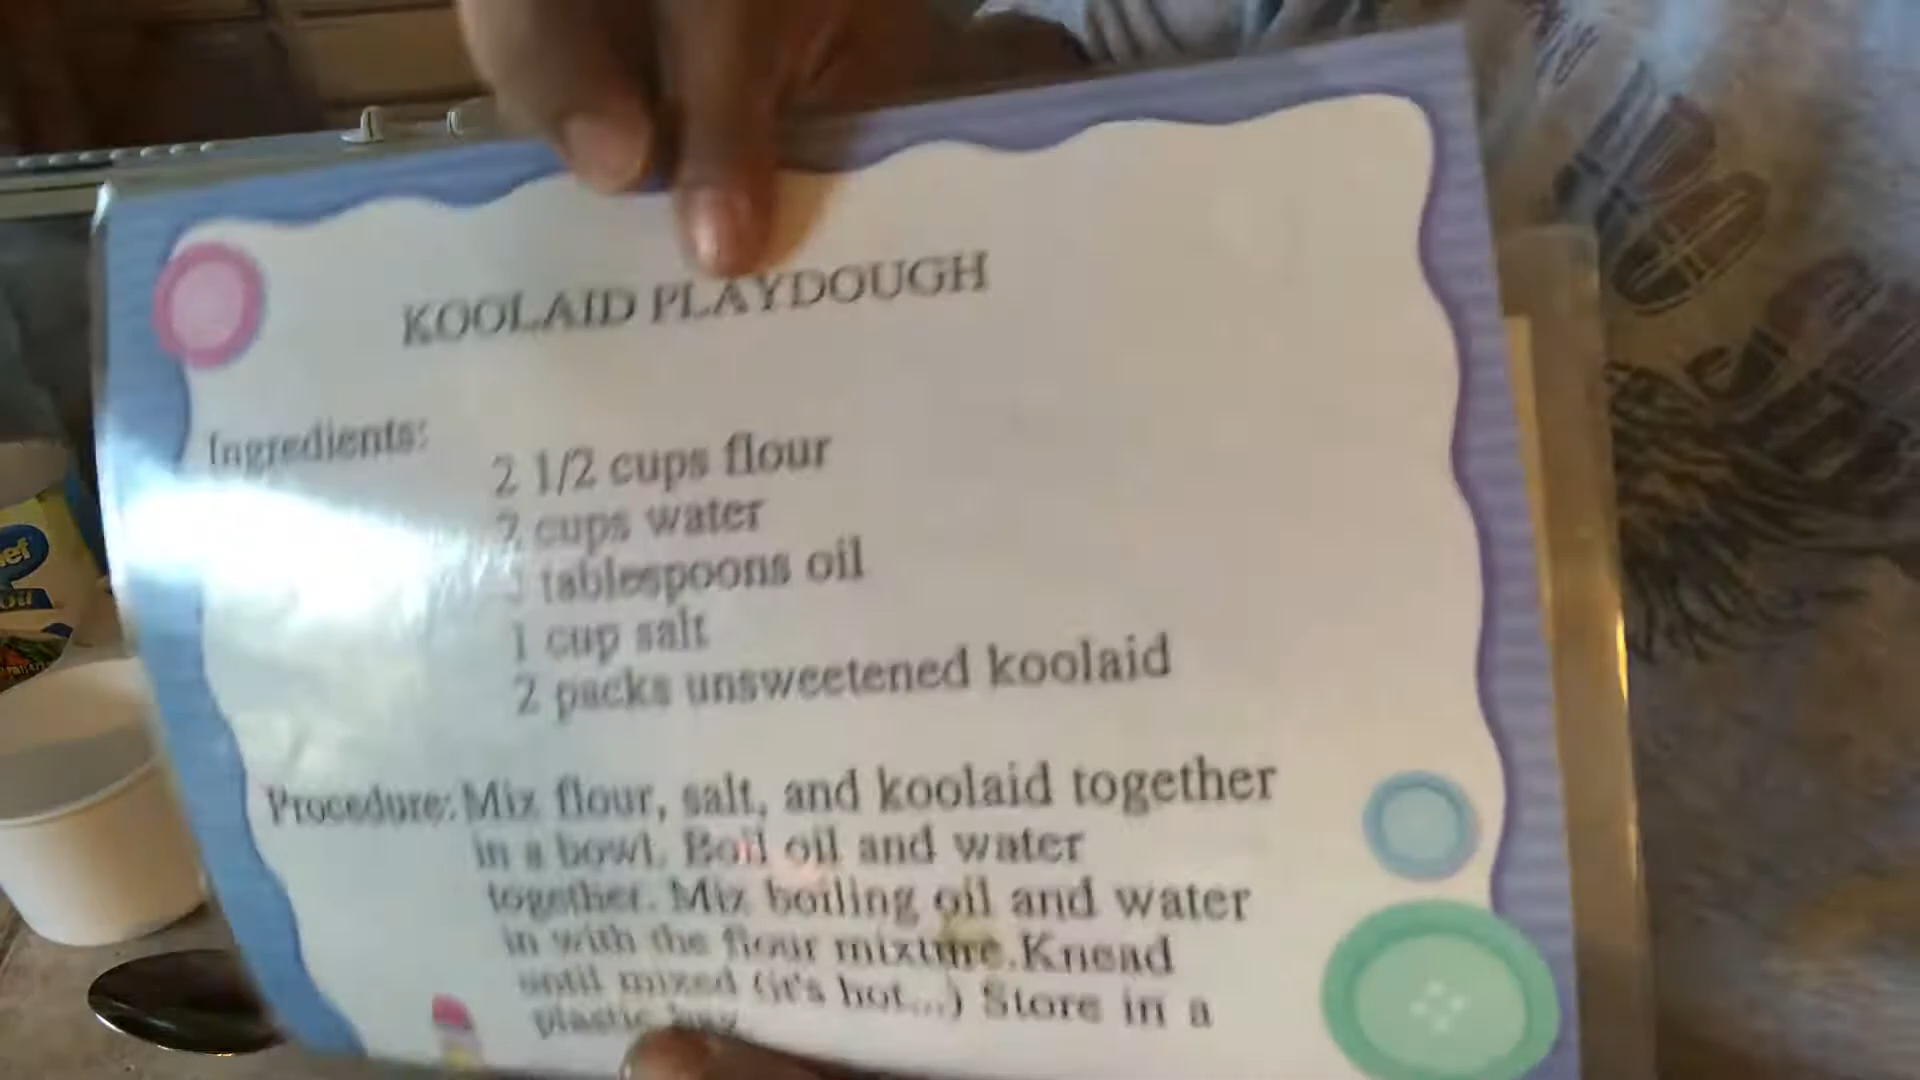 KOOLAID PLAYDOUGH
Ingredients:
2 1/2 cups flour
2 cups water
tablespoons oil
1 cup salt
2 packs unsweetened koolaid
Procedure: Mix flour, salt, and koolaid together
in a bowl. Boil oil and water
together. Mix boiling oil and water
in with the flour mixture. Knead
until mixed (it's hot...) Store in a
plastic